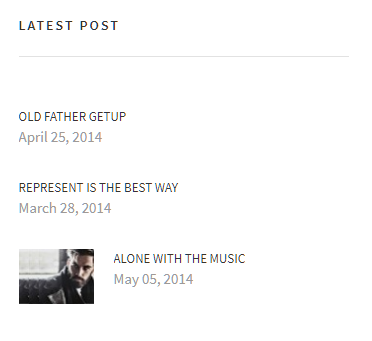 LATEST POST
OLD FATHER GETUP
April 25, 2014
REPRESENT IS THE BEST WAY
March 28, 2014
ALONE WITH THE MUSIC
May 05, 2014